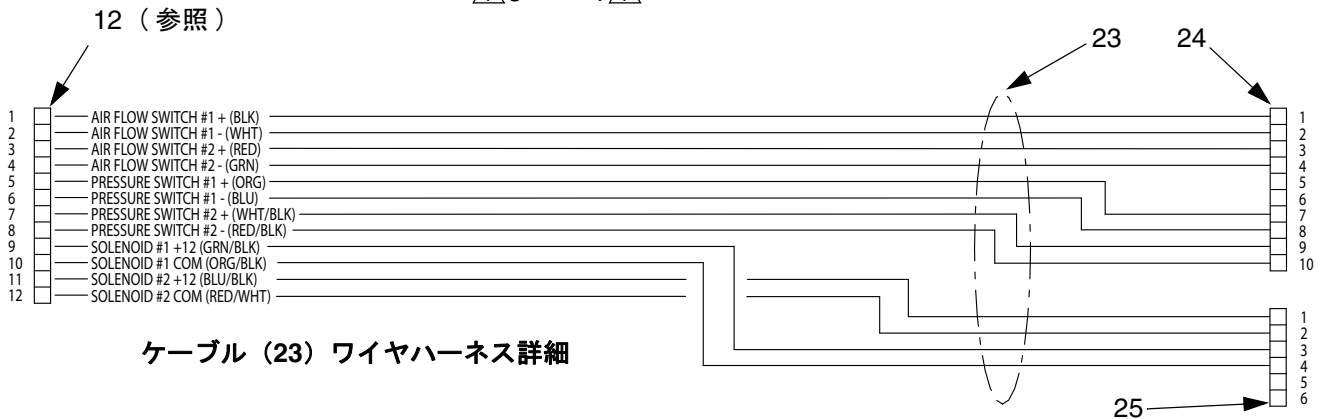 12 ( 参照 )
23
24
1 AIR FLOW SWITCH #1 + (BLK) 1
2 AIR FLOW SWITCH #1 - (WHT) 2
3 AIR FLOW SWITCH #2 + (RED) 3
4 AIR FLOW SWITCH #2 - (GRN) 4
5 PRESSURE SWITCH #1 + (ORG) 5
6 PRESSURE SWITCH #1 - (BLU) 6
7 PRESSURE SWITCH #2 + (WHT/BLK) 7
8 PRESSURE SWITCH #2 - (RED/BLK) 8
9 SOLENOID #1 +12 (GRN/BLK) 9
10 SOLENOID #1 COM (ORG/BLK) 10
11 SOLENOID #2 +12 (BLU/BLK)
12 SOLENOID #2 COM (RED/WHT)
1
2
3
4
5
6
ケーブル（23）ワイヤハーネス詳細
25